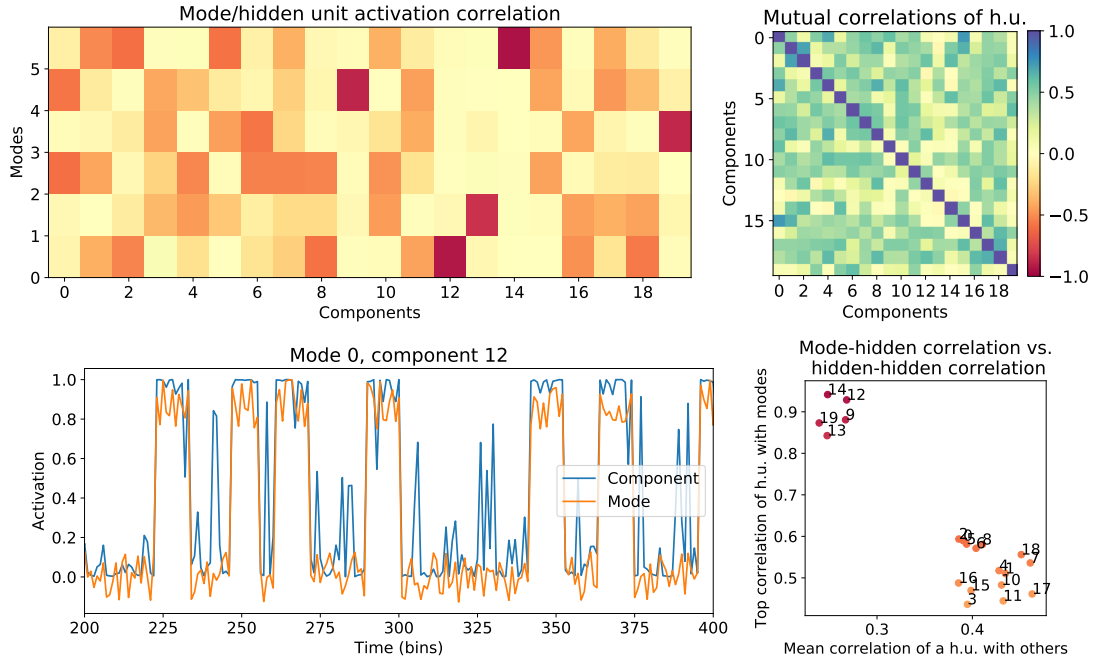 Mode/hidden unit activation correlation
5
4
3
2
1
0
Modes
0 2 4 6 8 10 12 14 16 18
Components
Mutual correlations of h.u.
0
5
10
15
Components
0 2 4 6 8 10 12 14 16 18
Components
1.0
0.5
0.0
−0.5
−1.0
Mode 0, component 12
1.0
0.8
0.6
0.4
0.2
0.0
Activation
Component
Mode
200 225 250 275 300 325 350 375 400
Time (bins)
Mode-hidden correlation vs.
hidden-hidden correlation
0.9
0.8
0.7
0.6
0.5
Top correlation of h.u. with modes
14
12
19
9
13
2
5
6
8
18
7
4
1
16
15
10
17
3
11
0.3 0.4
Mean correlation of a h.u. with others